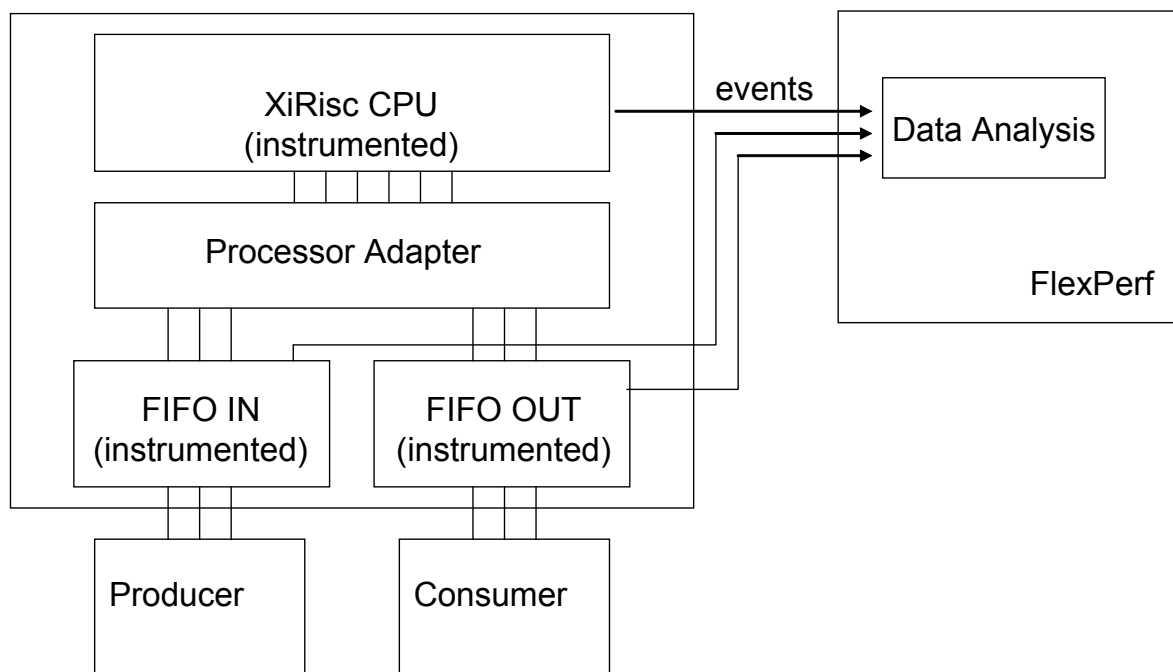 XiRisc CPU
(instrumented)
events
Data Analysis
Processor Adapter
FlexPerf
FIFO IN
(instrumented)
FIFO OUT
(instrumented)
Producer
Consumer